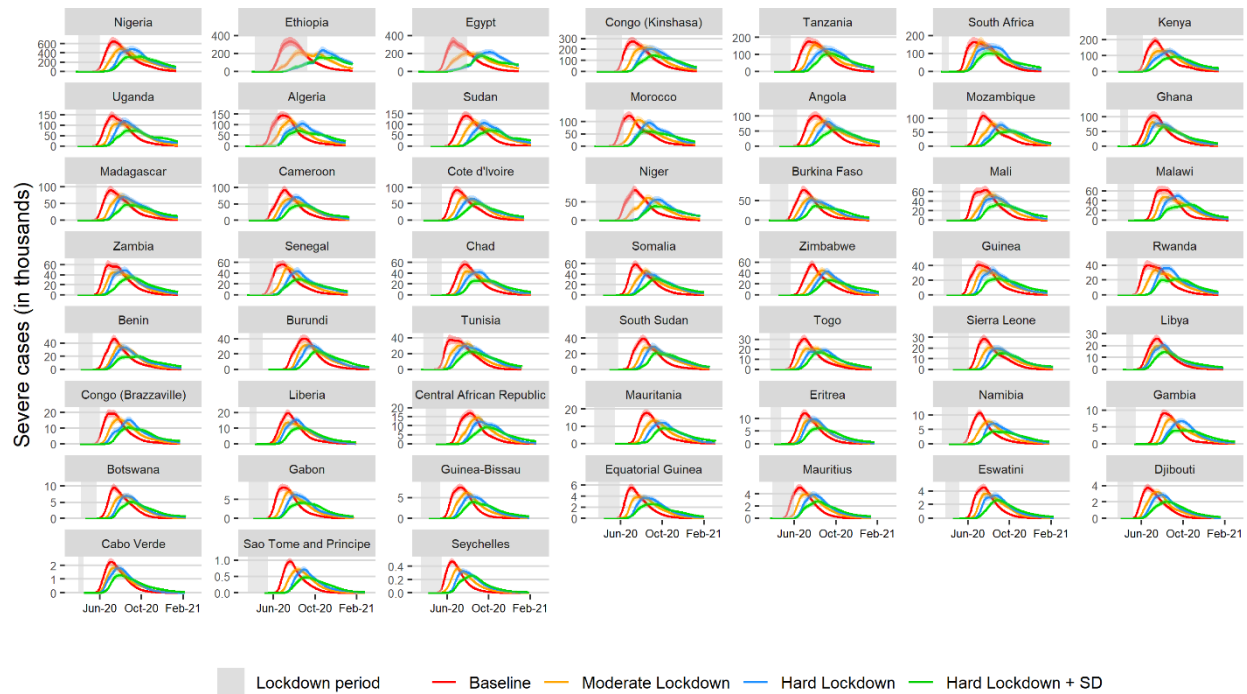 Severe cases (in thousands)
Nigeria Ethiopia Egypt Congo (Kinshasa) Tanzania South Africa Kenya
600 400 200 0
400 200 0
400 200 0
300 200 100 0
200 100 0
200 100 0
200 100 0
Uganda Algeria Sudan Morocco Angola Mozambique Ghana
150 100 50 0
150 100 50 0
150 100 50 0
100 50 0
100 50 0
100 50 0
100 50 0
Madagascar Cameroon Cote d'Ivoire Niger Burkina Faso Mali Malawi
100 50 0
100 50 0
100 50 0
50 0
80 60 40 20 0
60 40 20 0
60 40 20 0
Zambia Senegal Chad Somalia Zimbabwe Guinea Rwanda
60 40 20 0
60 40 20 0
60 40 20 0
60 40 20 0
60 40 20 0
40 20 0
40 20 0
Benin Burundi Tunisia South Sudan Togo Sierra Leone Libya
40 20 0
40 20 0
40 20 0
40 20 0
30 20 10 0
30 20 10 0
30 20 10 0
Congo (Brazzaville) Liberia Central African Republic Mauritania Eritrea Namibia Gambia
20 10 0
20 10 0
15 10 5 0
20 10 0
10 5 0
10 5 0
10 5 0
Botswana Gabon Guinea-Bissau Equatorial Guinea Mauritius Eswatini Djibouti
10 5 0
5 0
5 0
6 4 2 0
4 2 0
4 2 0
4 2 0
Jun-20 Oct-20 Feb-21 Jun-20 Oct-20 Feb-21 Jun-20 Oct-20 Feb-21 Jun-20 Oct-20 Feb-21
Cabo Verde Sao Tome and Principe Seychelles
2 1 0
1.0 0.5 0.0
0.4 0.2 0.0
Jun-20 Oct-20 Feb-21 Jun-20 Oct-20 Feb-21 Jun-20 Oct-20 Feb-21
Lockdown period Baseline Moderate Lockdown Hard Lockdown Hard Lockdown + SD